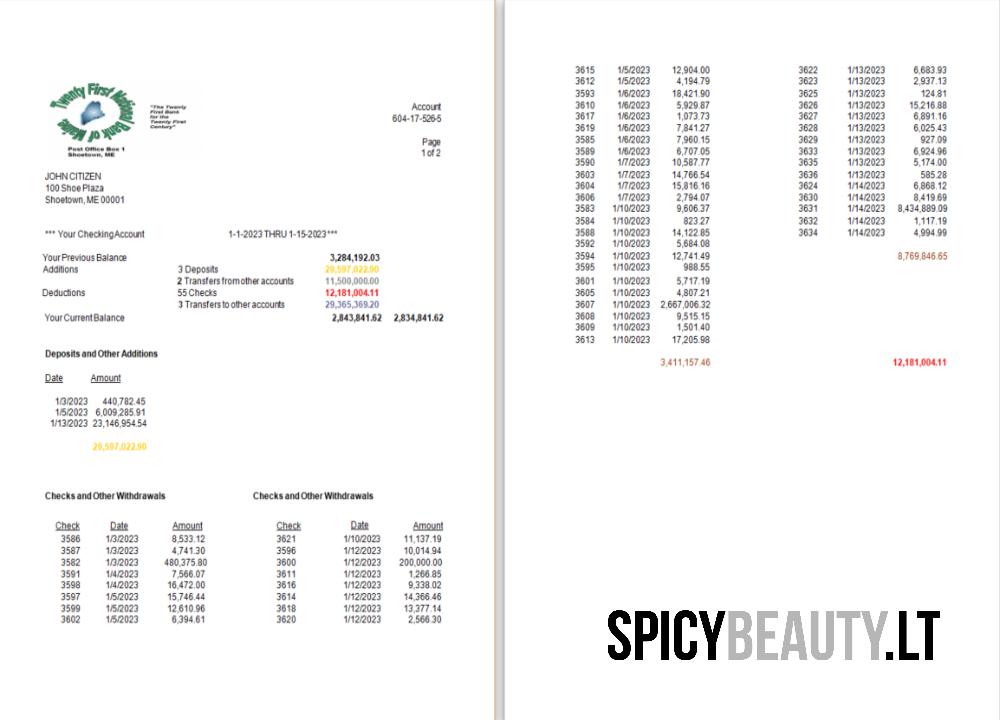 Twenty First National Bank of Maine
"The Twenty
First Bank
for the
Twenty First
Century"
Post Office Box 1
Shoetown, ME
Account
604-17-526-5
Page
1 of 2
JOHN CITIZEN
100 Shoe Plaza
Shoetown, ME 00001
*** Your Checking Account 1-1-2023 THRU 1-15-2023***
Your Previous Balance 3,284,192.03
Additions 3 Deposits 29,597,022.90
2 Transfers from other accounts 11,500,000.00
Deductions 55 Checks 12,181,004.11
3 Transfers to other accounts 29,365,369.20
Your Current Balance 2,843,841.62 2,834,841.62
Deposits and Other Additions
Date Amount
1/3/2023 440,782.45
1/5/2023 6,009,285.91
1/13/2023 23,146,954.54
29,597,022.90
Checks and Other Withdrawals Checks and Other Withdrawals
Check Date Amount Check Date Amount
3586 1/3/2023 8,533.12 3621 1/10/2023 11,137.19
3587 1/3/2023 4,741.30 3596 1/12/2023 10,014.94
3582 1/3/2023 480,375.80 3600 1/12/2023 200,000.00
3591 1/4/2023 7,566.07 3611 1/12/2023 1,266.85
3598 1/4/2023 16,472.00 3616 1/12/2023 9,338.02
3597 1/5/2023 15,746.44 3614 1/12/2023 14,366.46
3599 1/5/2023 12,610.96 3618 1/12/2023 13,377.14
3602 1/5/2023 6,394.61 3620 1/12/2023 2,566.30
3615 1/5/2023 12,904.00 3622 1/13/2023 6,683.93
3612 1/5/2023 4,194.79 3623 1/13/2023 2,937.13
3593 1/6/2023 18,421.90 3625 1/13/2023 124.81
3610 1/6/2023 5,929.87 3626 1/13/2023 15,216.88
3617 1/6/2023 1,073.73 3627 1/13/2023 6,891.16
3619 1/6/2023 7,841.27 3628 1/13/2023 6,025.43
3585 1/6/2023 7,960.15 3629 1/13/2023 927.09
3589 1/6/2023 6,707.05 3633 1/13/2023 6,924.96
3590 1/7/2023 10,587.77 3635 1/13/2023 5,174.00
3603 1/7/2023 14,766.54 3636 1/13/2023 585.28
3604 1/7/2023 15,816.16 3624 1/14/2023 6,868.12
3606 1/7/2023 2,794.07 3630 1/14/2023 8,419.69
3583 1/10/2023 9,606.37 3631 1/14/2023 8,434,889.09
3584 1/10/2023 823.27 3632 1/14/2023 1,117.19
3588 1/10/2023 14,122.85 3634 1/14/2023 4,994.99
3592 1/10/2023 5,684.08
3594 1/10/2023 12,741.49 8,769,846.65
3595 1/10/2023 988.55
3601 1/10/2023 5,717.19
3605 1/10/2023 4,807.21
3607 1/10/2023 2,667,006.32
3608 1/10/2023 9,515.15
3609 1/10/2023 1,501.40
3613 1/10/2023 17,205.98
3,411,157.46 12,181,004.11
SPICYBEAUTY.LT